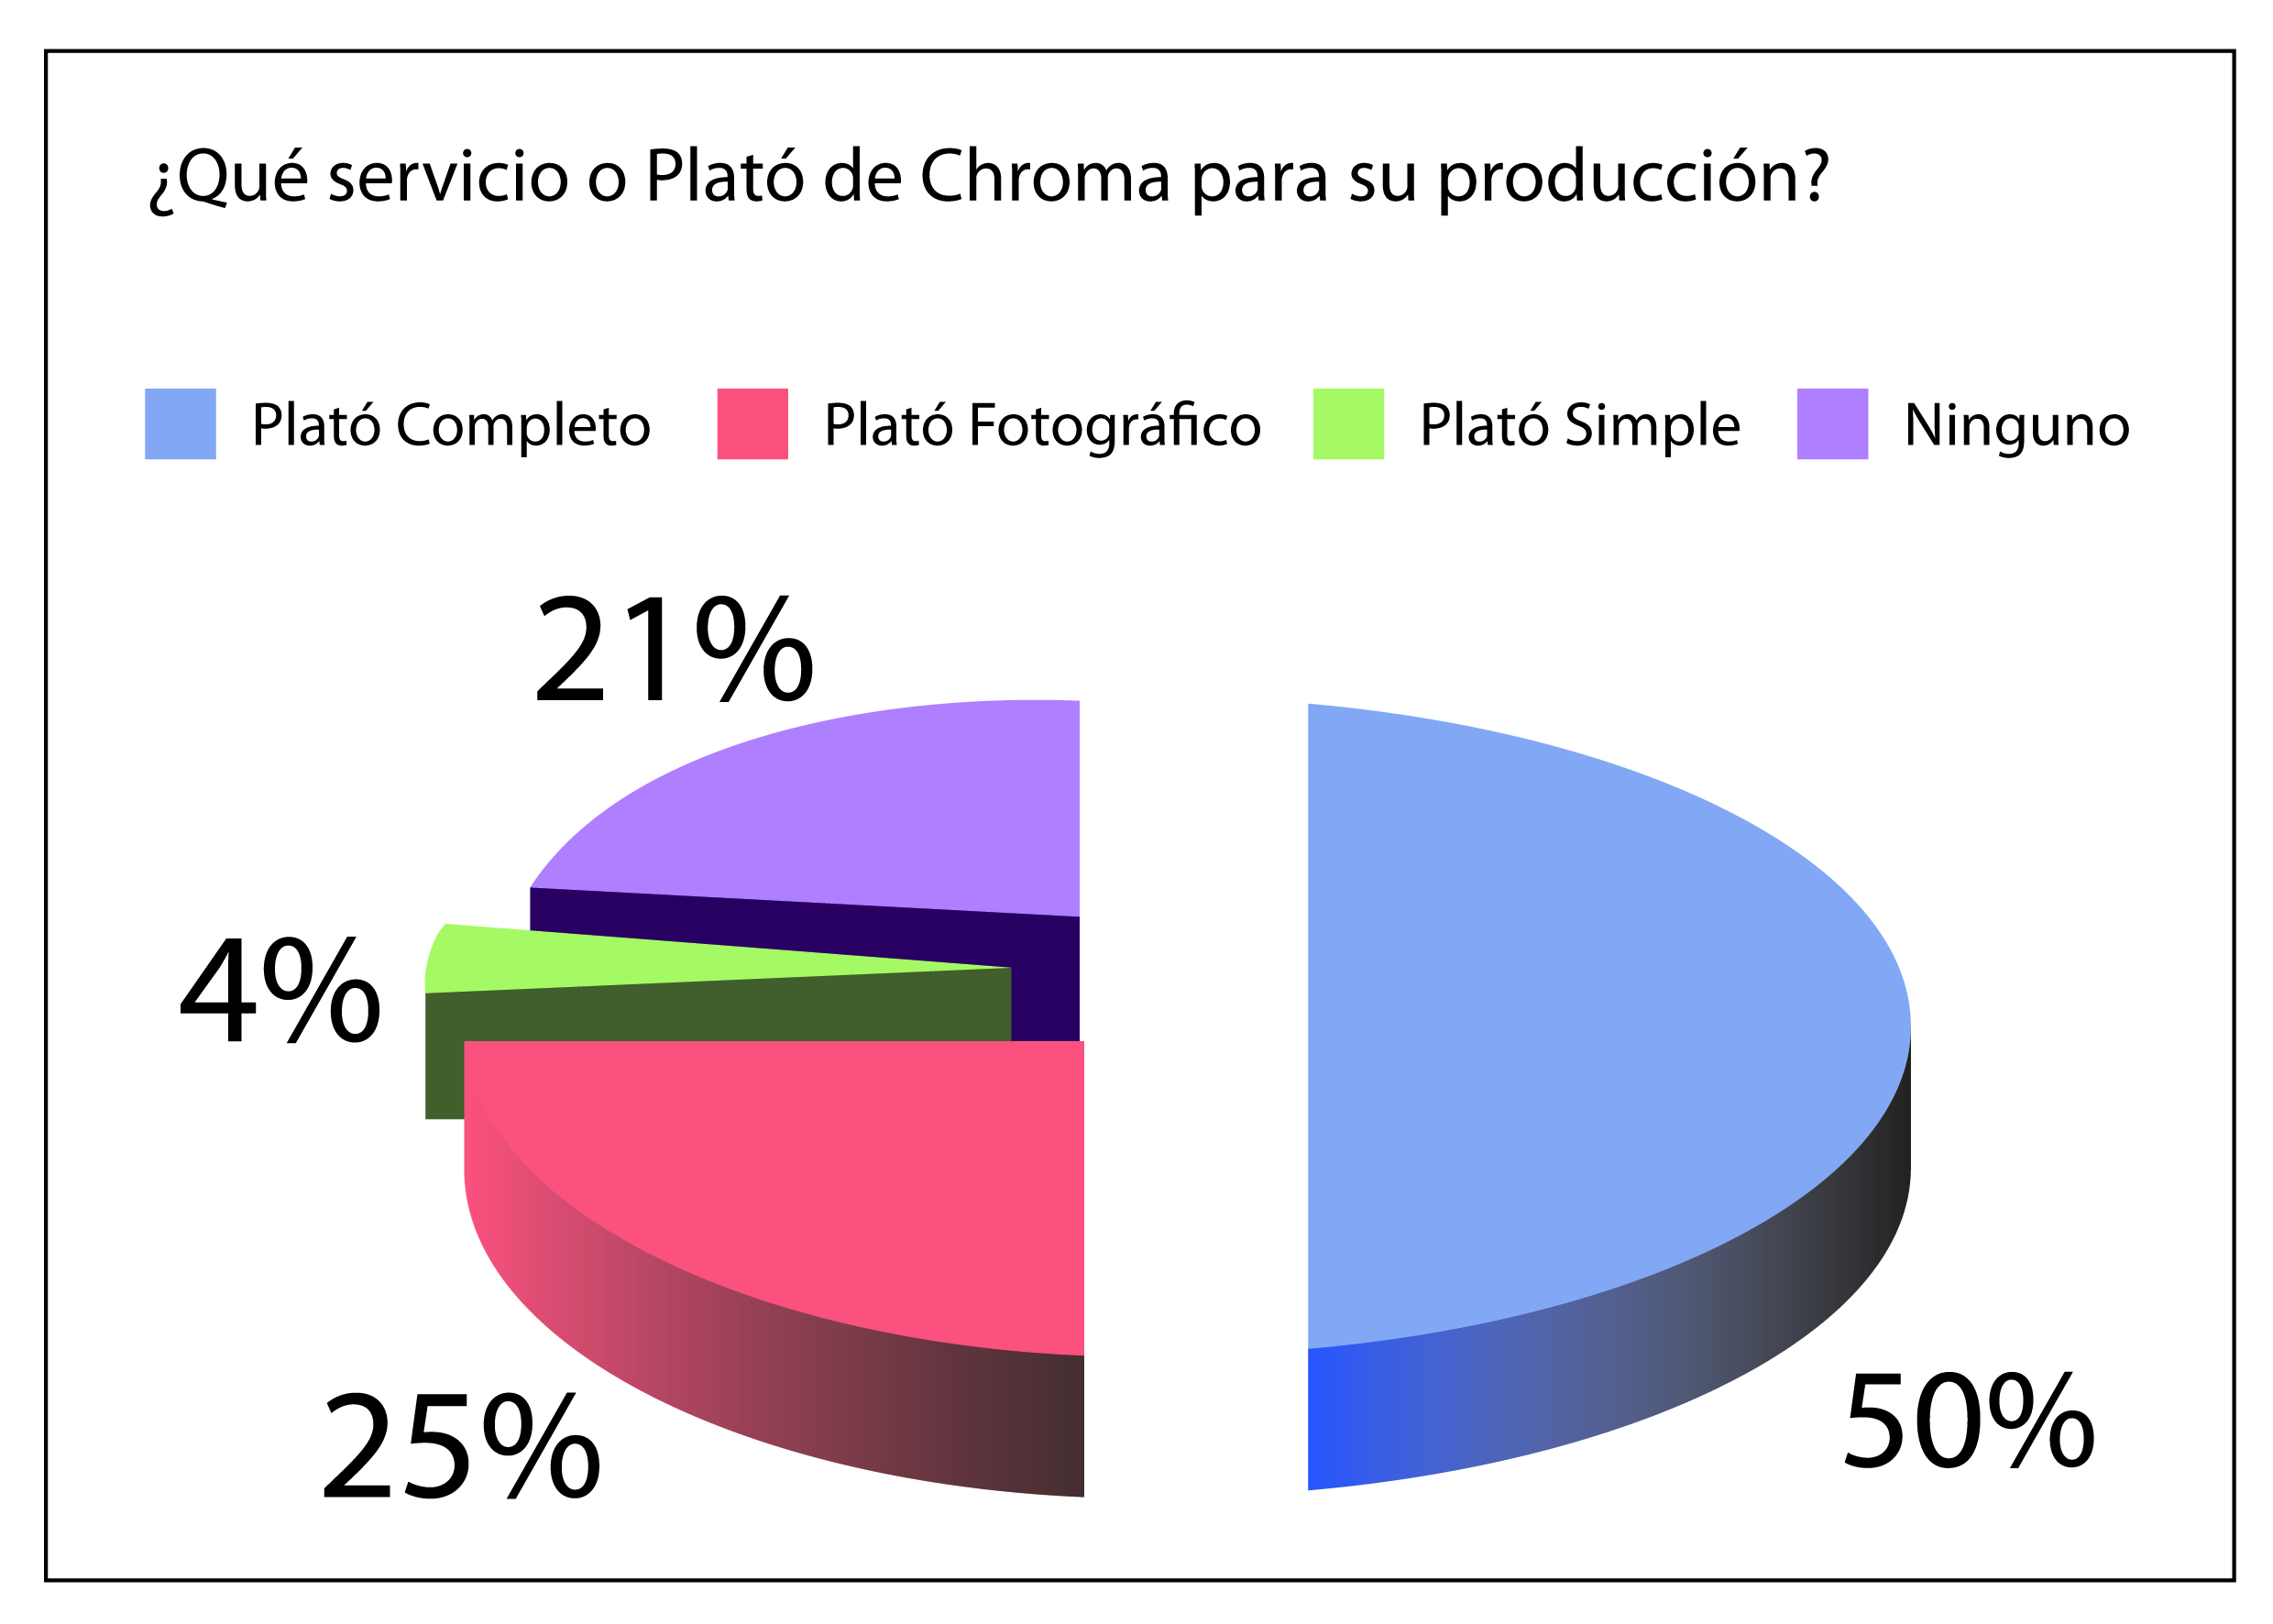 ¿Qué servicio o Plató de Chroma para su producción?
Plató Completo Plató Fotográfico Plató Simple Ninguno
21%
4%
25%
50%